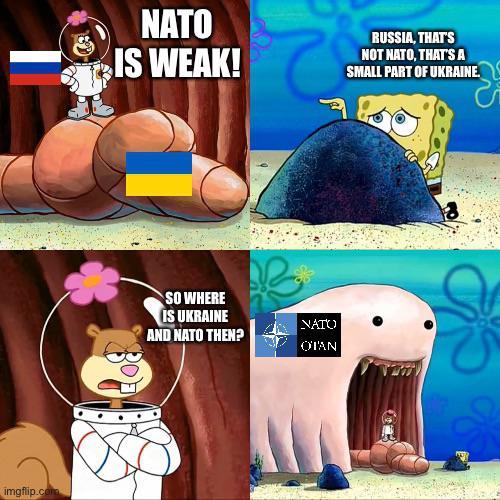 NATO
IS WEAK!
RUSSIA, THAT'S
NOT NATO, THAT'S A
SMALL PART OF UKRAINE.
SO WHERE
IS UKRAINE
AND NATO THEN?
NATO
OTAN
imgflip.com